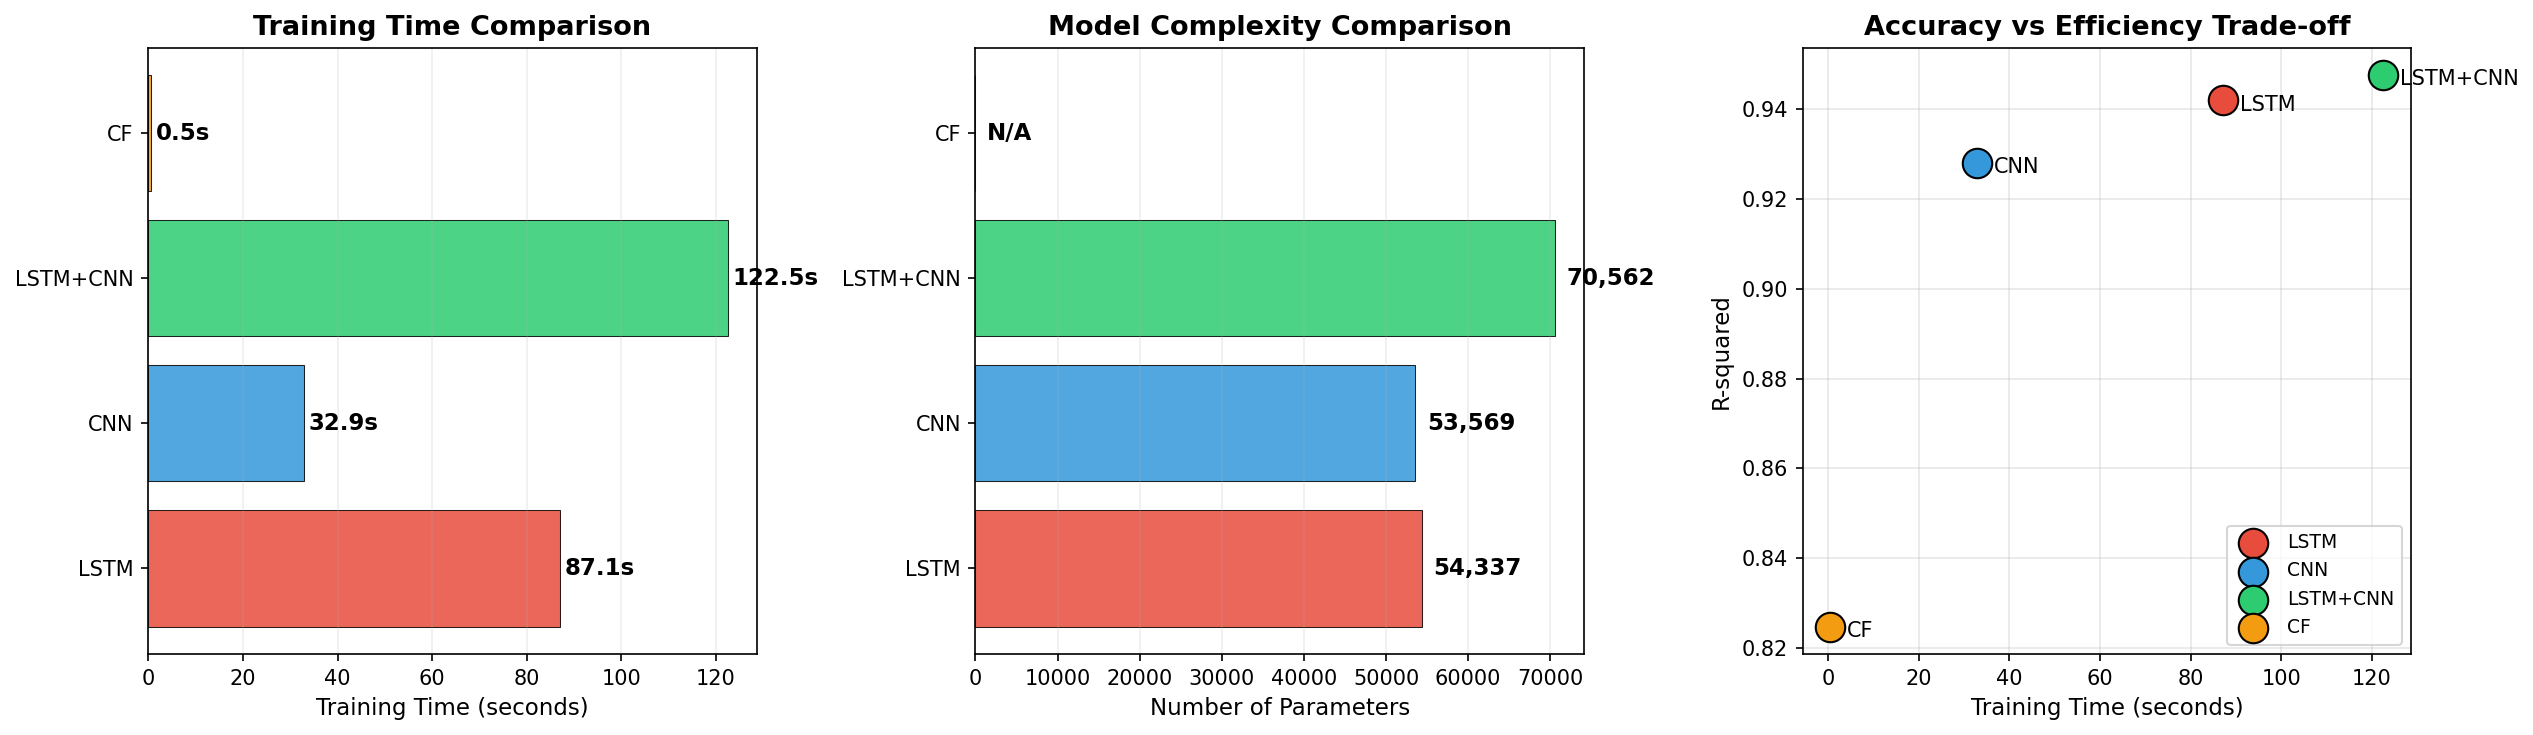 Training Time Comparison
CF
0.5s
LSTM+CNN
122.5s
CNN
32.9s
LSTM
87.1s
0 20 40 60 80 100 120
Training Time (seconds)
Model Complexity Comparison
CF
N/A
LSTM+CNN
70,562
CNN
53,569
LSTM
54,337
0 10000 20000 30000 40000 50000 60000 70000
Number of Parameters
Accuracy vs Efficiency Trade-off
R-squared
0.94
0.92
0.90
0.88
0.86
0.84
0.82
LSTM+CNN
LSTM
CNN
CF
LSTM
CNN
LSTM+CNN
CF
0 20 40 60 80 100 120
Training Time (seconds)